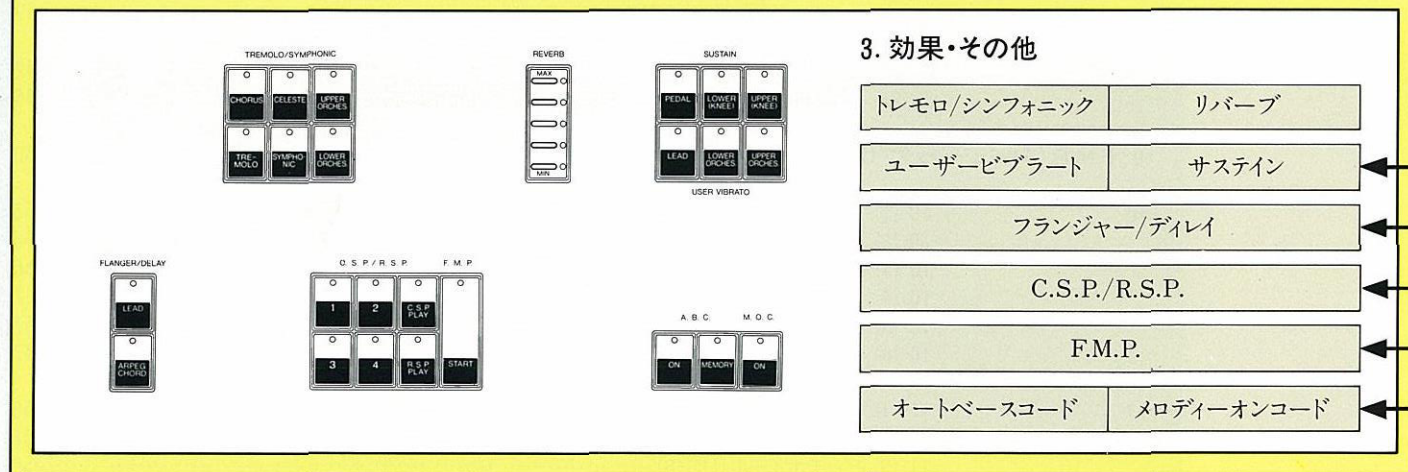 TREMOLO/SYMPHONIC
CHORUS CELESTE UPPER ORCHES.
TRE-MOLO SYMPHO-NIC LOWER ORCHES.
REVERB
MAX
MIN
SUSTAIN
PEDAL LOWER (KNEE) UPPER (KNEE)
LEAD LOWER ORCHES. UPPER ORCHES.
USER VIBRATO
FLANGER/DELAY
LEAD
ARPEG CHORD
C. S. P. / R. S. P. F. M. P.
1 2 C.S.P PLAY
3 4 R.S.P PLAY START
A. B. C. M. O. C.
ON MEMORY ON
3. 効果・その他
トレモロ/シンフォニック リバーブ
ユーザービブラート サステイン
フランジャー/ディレイ
C.S.P./R.S.P.
F.M.P.
オートベースコード メロディーオンコード